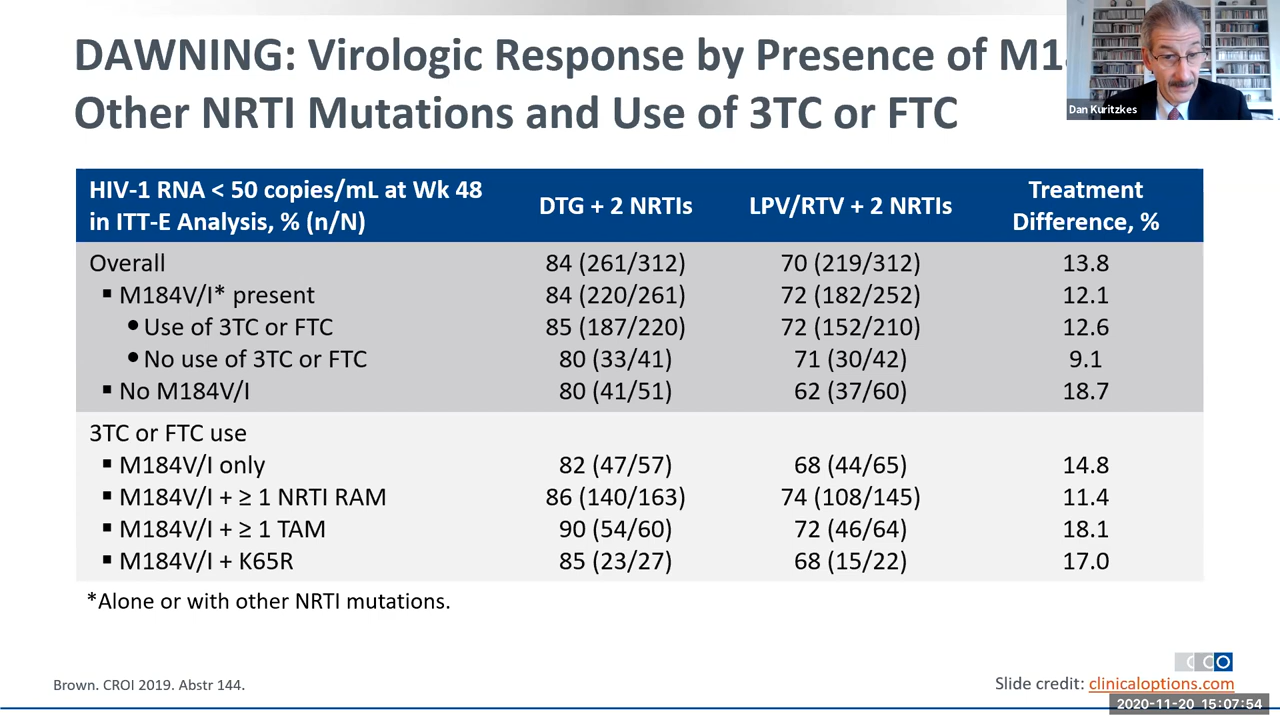 DAWNING: Virologic Response by Presence of M1
Other NRTI Mutations and Use of 3TC or FTC
Dan Kuritzkes
HIV-1 RNA < 50 copies/mL at Wk 48 in ITT-E Analysis, % (n/N) DTG + 2 NRTIs LPV/RTV + 2 NRTIs Treatment Difference, %
Overall 84 (261/312) 70 (219/312) 13.8
▪ M184V/I* present 84 (220/261) 72 (182/252) 12.1
• Use of 3TC or FTC 85 (187/220) 72 (152/210) 12.6
• No use of 3TC or FTC 80 (33/41) 71 (30/42) 9.1
▪ No M184V/I 80 (41/51) 62 (37/60) 18.7
3TC or FTC use
▪ M184V/I only 82 (47/57) 68 (44/65) 14.8
▪ M184V/I + ≥ 1 NRTI RAM 86 (140/163) 74 (108/145) 11.4
▪ M184V/I + ≥ 1 TAM 90 (54/60) 72 (46/64) 18.1
▪ M184V/I + K65R 85 (23/27) 68 (15/22) 17.0
*Alone or with other NRTI mutations.
CCO
Brown. CROI 2019. Abstr 144.
Slide credit: clinicaloptions.com
2020-11-20 15:07:54